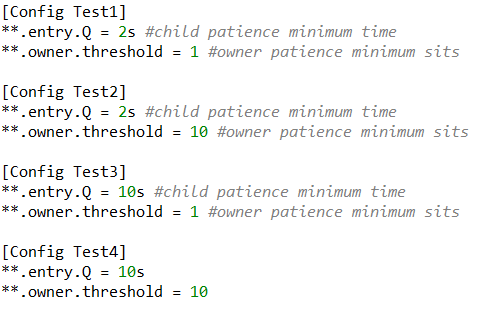 [Config Test1]
**.entry.Q = 2s #child patience minimum time
**.owner.threshold = 1 #owner patience minimum sits
[Config Test2]
**.entry.Q = 2s #child patience minimum time
**.owner.threshold = 10 #owner patience minimum sits
[Config Test3]
**.entry.Q = 10s #child patience minimum time
**.owner.threshold = 1 #owner patience minimum sits
[Config Test4]
**.entry.Q = 10s
**.owner.threshold = 10